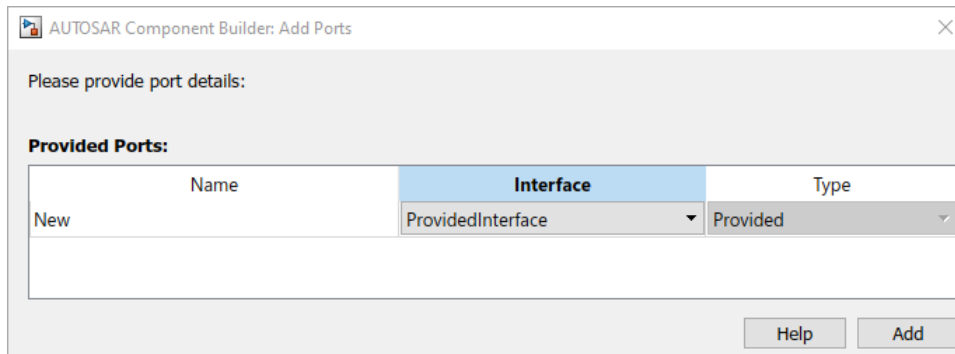 AUTOSAR Component Builder: Add Ports
Please provide port details:
Provided Ports:
Name Interface Type
New ProvidedInterface Provided
Help Add